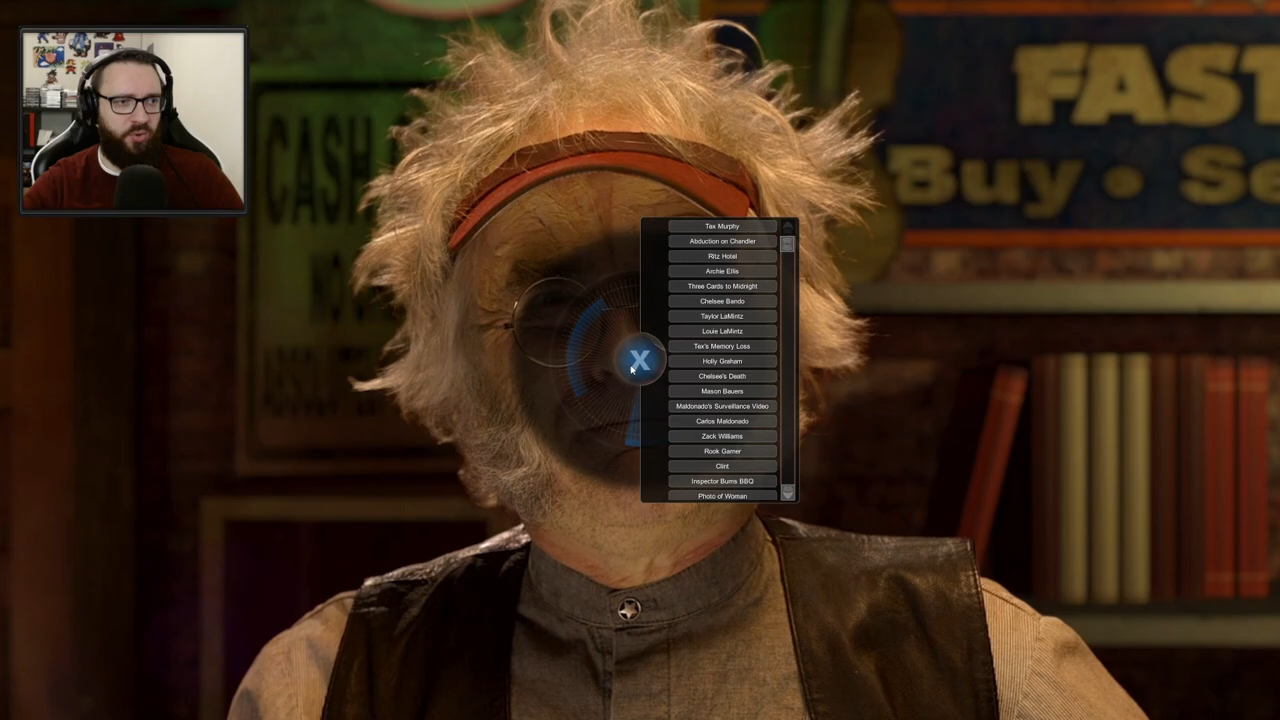 CASH
FAST
Buy • Se
Tex Murphy
Abduction on Chandler
Ritz Hotel
Archie Ellis
Three Cards to Midnight
Chelsee Bando
Taylor LaMintz
Louie LaMintz
Tex's Memory Loss
Holly Graham
Chelsee's Death
Mason Bauers
Maldonado's Surveillance Video
Carlos Maldonado
Zack Williams
Rook Garner
Clint
Inspector Burns BBQ
Photo of Woman
X